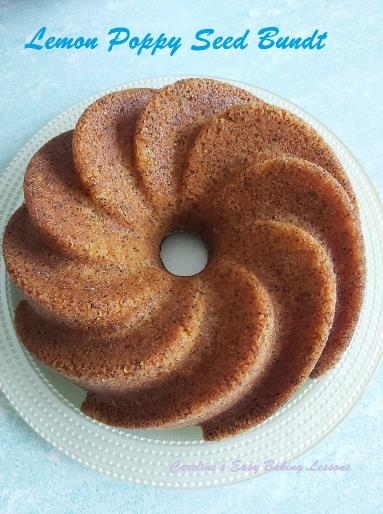 Lemon Poppy Seed Bundt
Caroline's Easy Baking Lessons